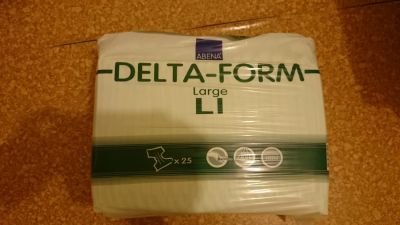 ABENA
DELTA-FORM
Large
L1
x 25